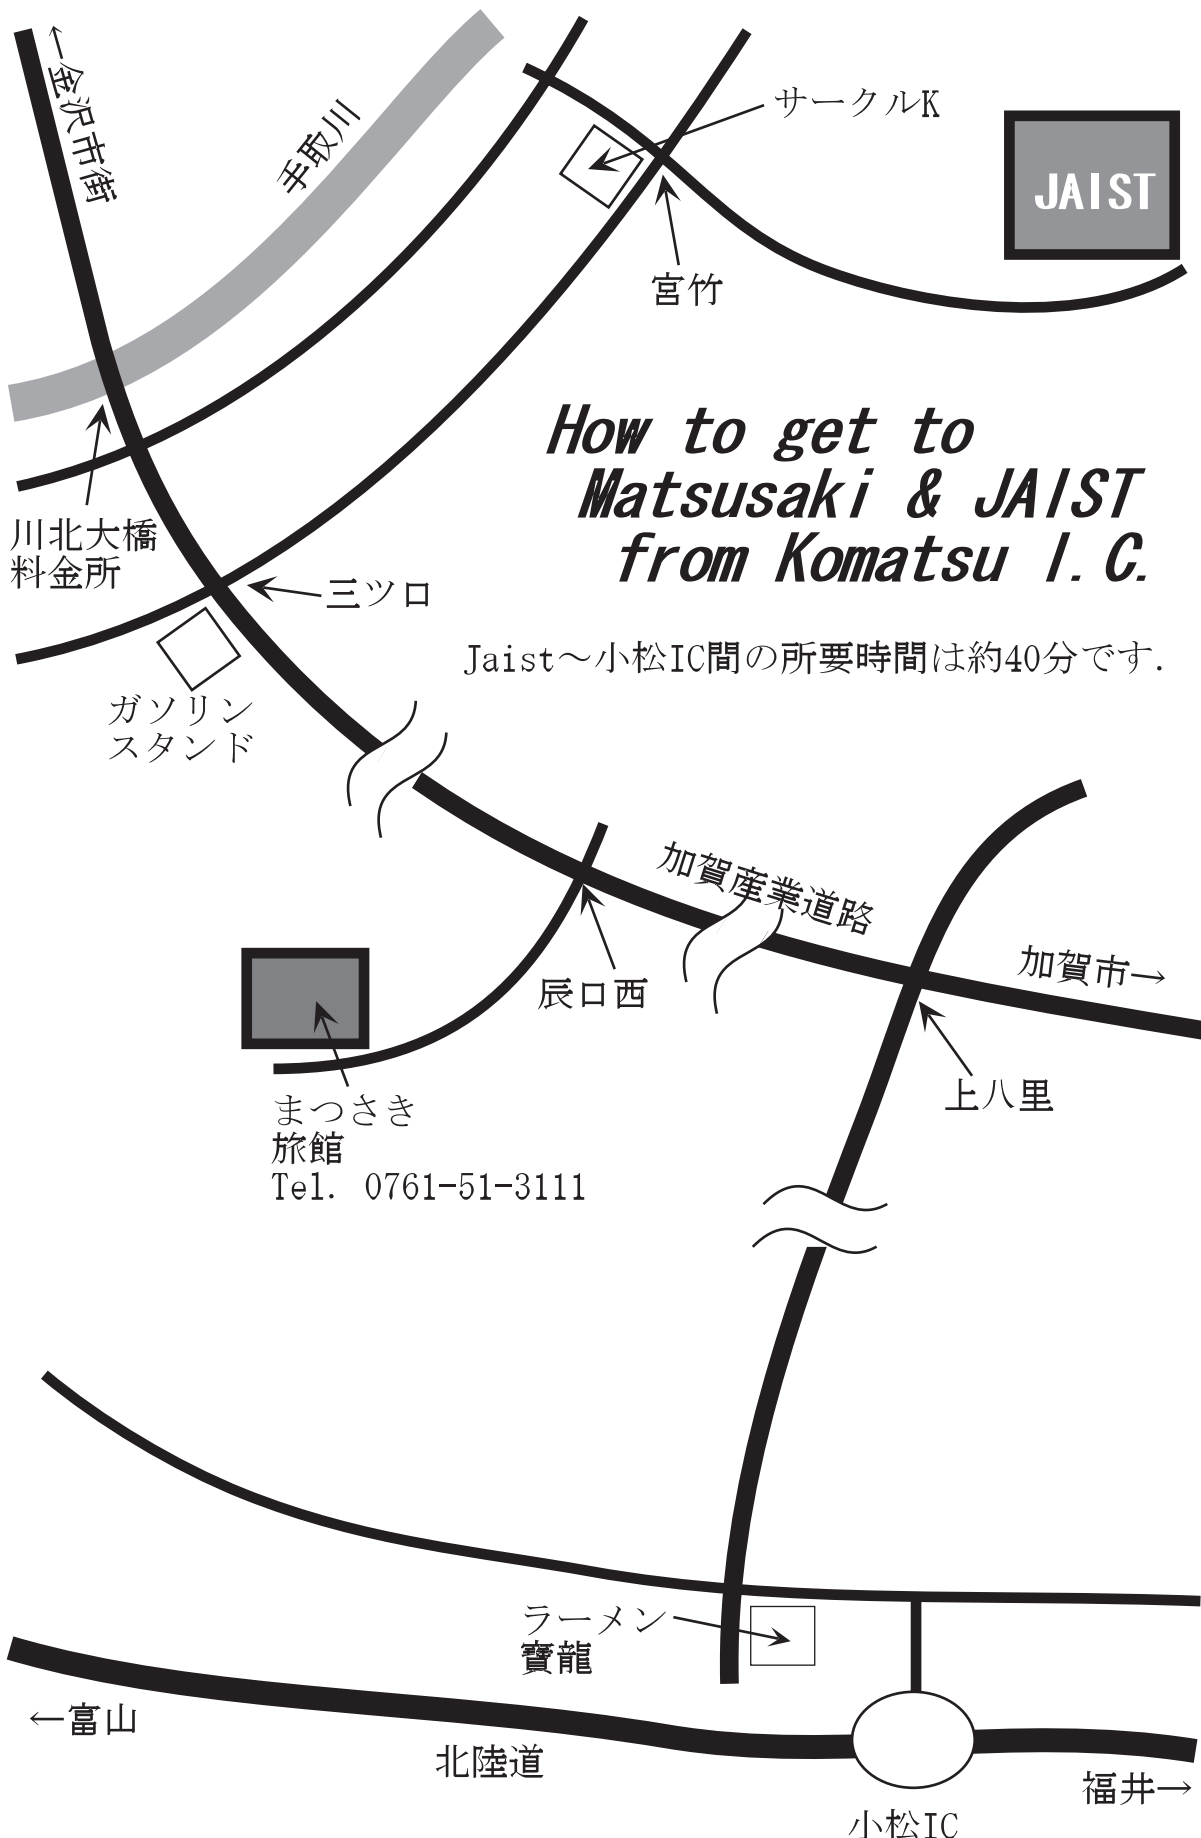 ←金沢市街
手取川
サークルK
JAIST
宮竹
How to get to
Matsusaki & JAIST
from Komatsu I.C.
川北大橋
料金所
三ツ口
Jaist～小松IC間の所要時間は約40分です.
ガソリン
スタンド
加賀産業道路
加賀市→
辰口西
上八里
まつさき
旅館
Tel. 0761-51-3111
ラーメン
寶龍
←富山
北陸道
福井→
小松IC